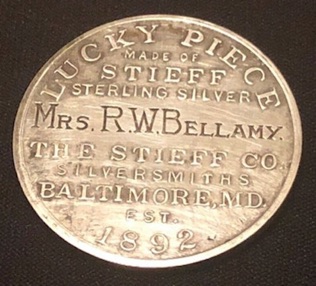 LUCKY PIECE
MADE OF
STIEFF
STERLING SILVER
MRS. R.W. BELLAMY.
THE STIEFF CO.
SILVERSMITHS
BALTIMORE, MD.
EST.
1892